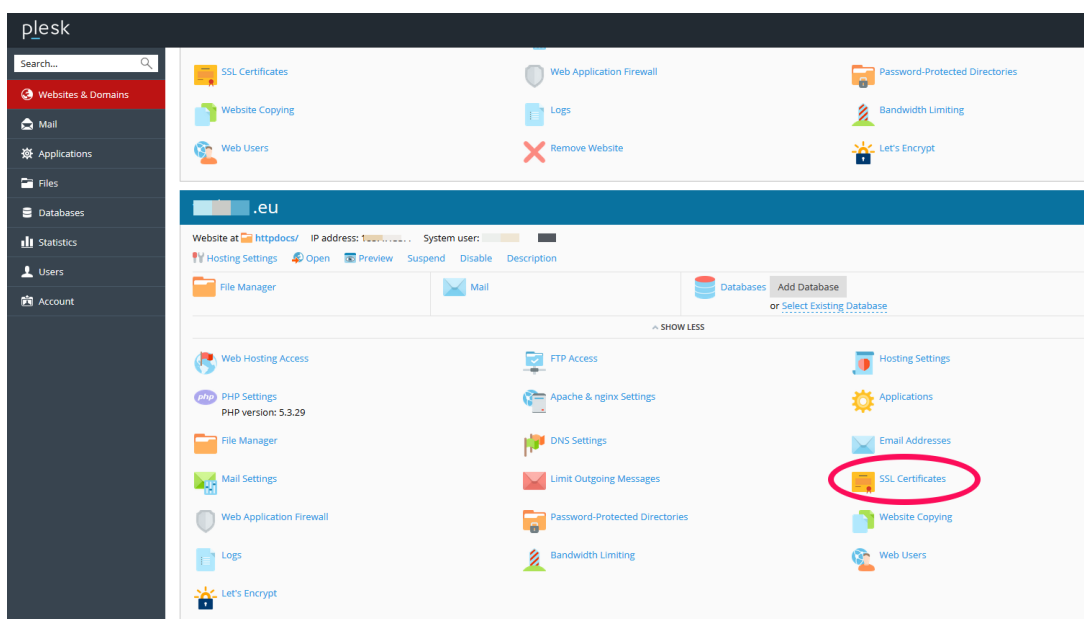 plesk
Search...
Websites & Domains
Mail
Applications
Files
Databases
Statistics
Users
Account
SSL Certificates
Web Application Firewall
Password-Protected Directories
Website Copying
Logs
Bandwidth Limiting
Web Users
Remove Website
Let's Encrypt
.eu
Website at httpdocs/ IP address: System user:
Hosting Settings Open Preview Suspend Disable Description
File Manager
Mail
Databases Add Database
or Select Existing Database
SHOW LESS
Web Hosting Access
FTP Access
Hosting Settings
php PHP Settings
PHP version: 5.3.29
Apache & nginx Settings
Applications
File Manager
DNS Settings
Email Addresses
Mail Settings
Limit Outgoing Messages
SSL Certificates
Web Application Firewall
Password-Protected Directories
Website Copying
Logs
Bandwidth Limiting
Web Users
Let's Encrypt